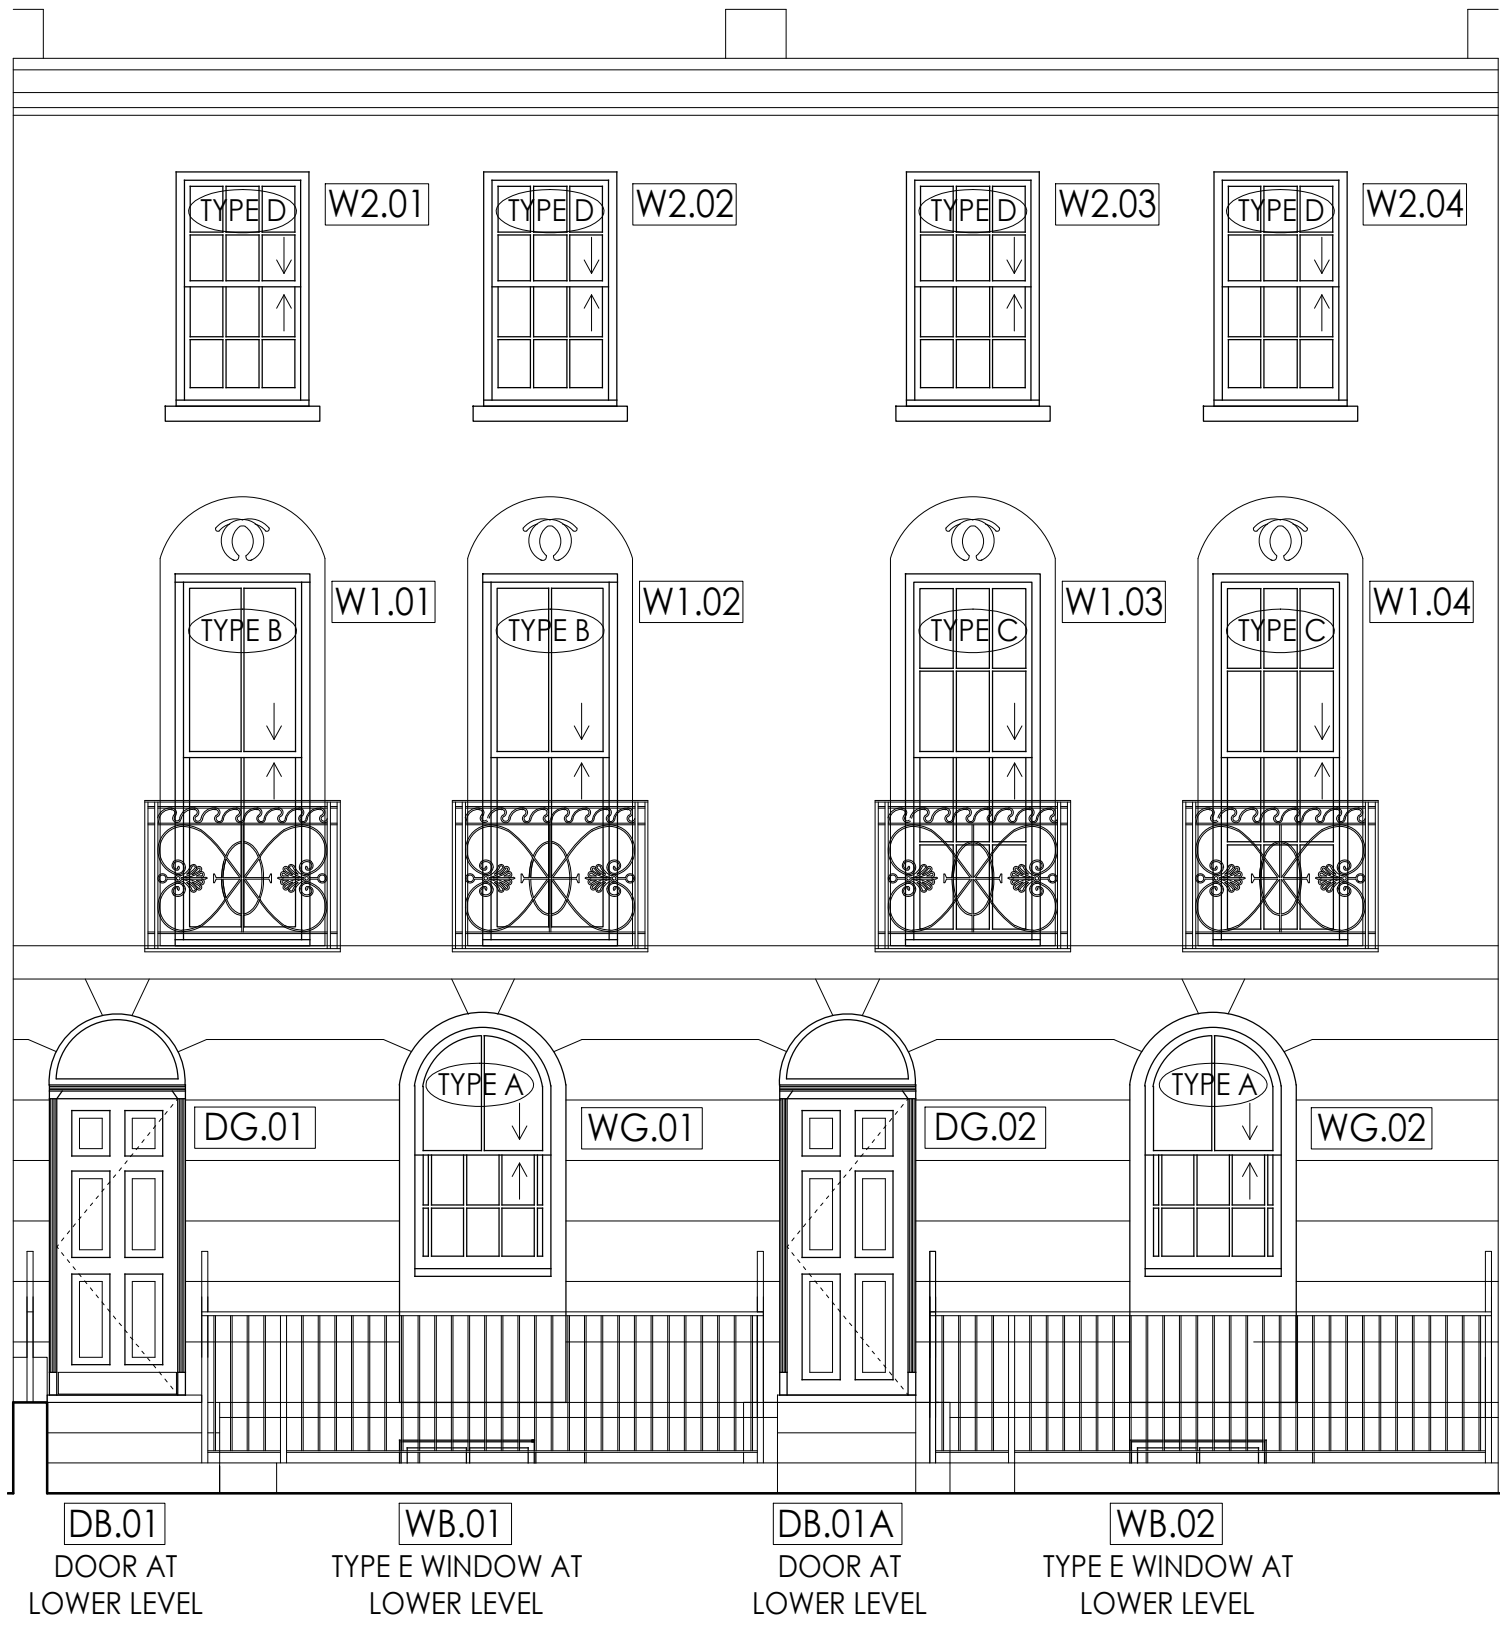 TYPE D W2.01 TYPE D W2.02 TYPE D W2.03 TYPE D W2.04
W1.01 W1.02 W1.03 W1.04
TYPE B TYPE B TYPE C TYPE C
TYPE A TYPE A
DG.01 WG.01 DG.02 WG.02
DB.01 WB.01 DB.01A WB.02
DOOR AT TYPE E WINDOW AT DOOR AT TYPE E WINDOW AT
LOWER LEVEL LOWER LEVEL LOWER LEVEL LOWER LEVEL